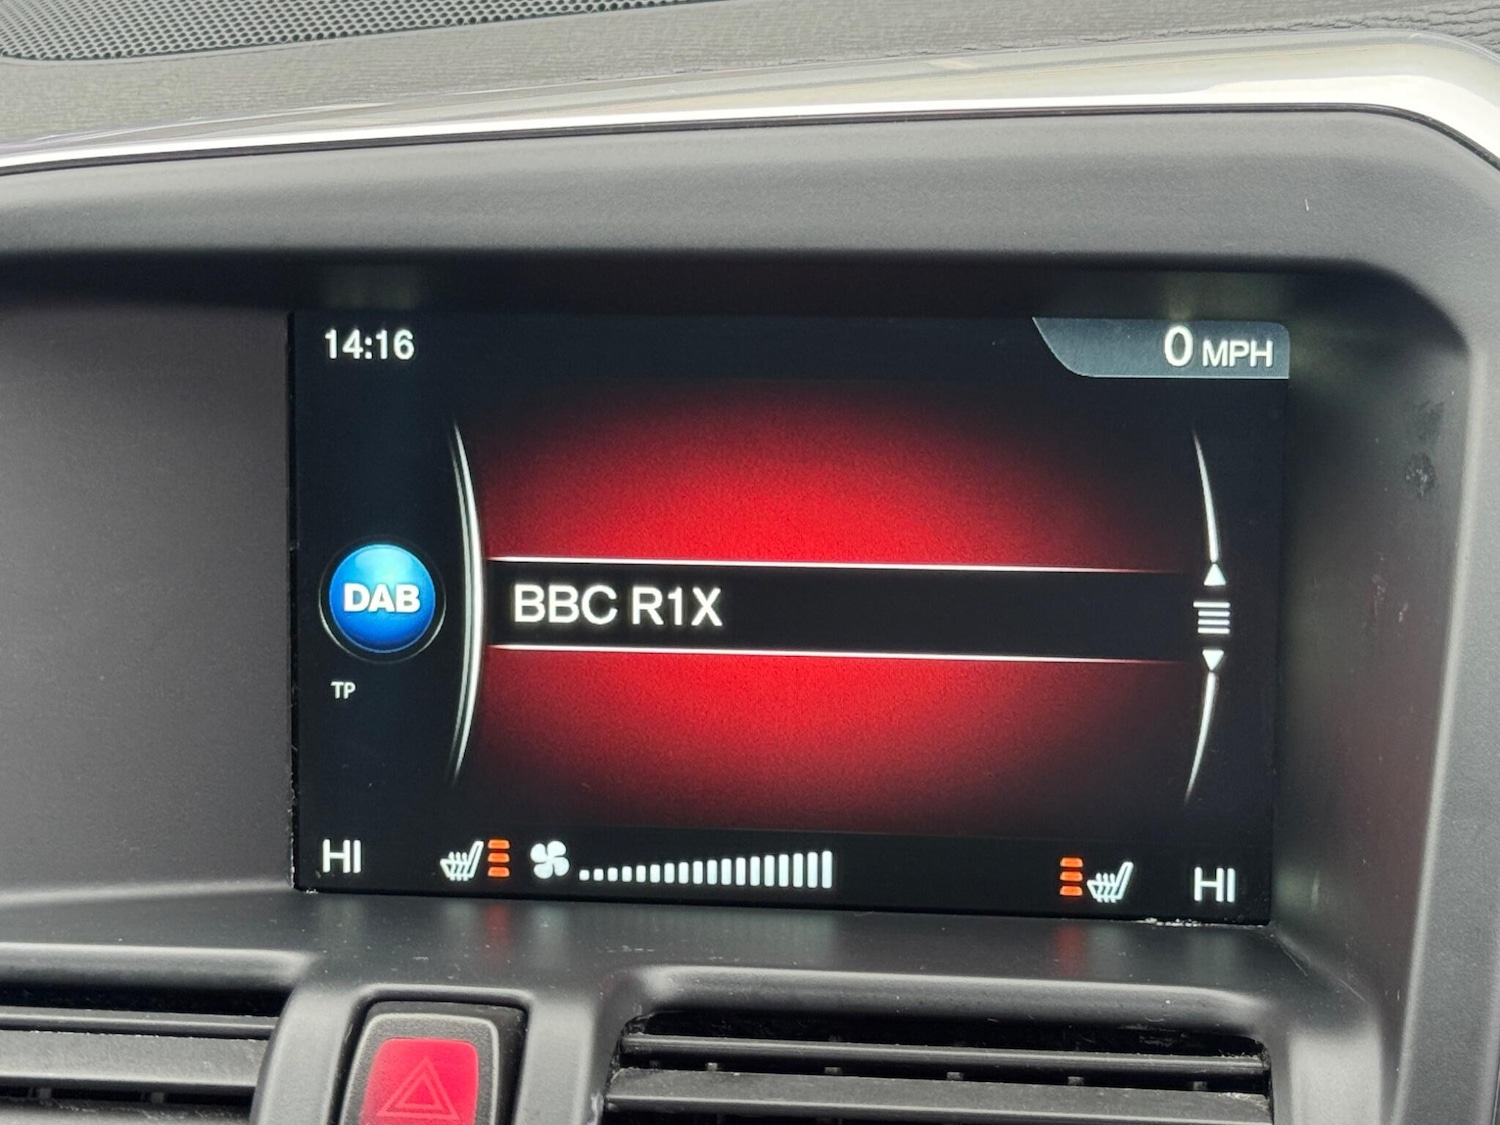 14:16
0 MPH
DAB
BBC R1X
TP
HI
HI